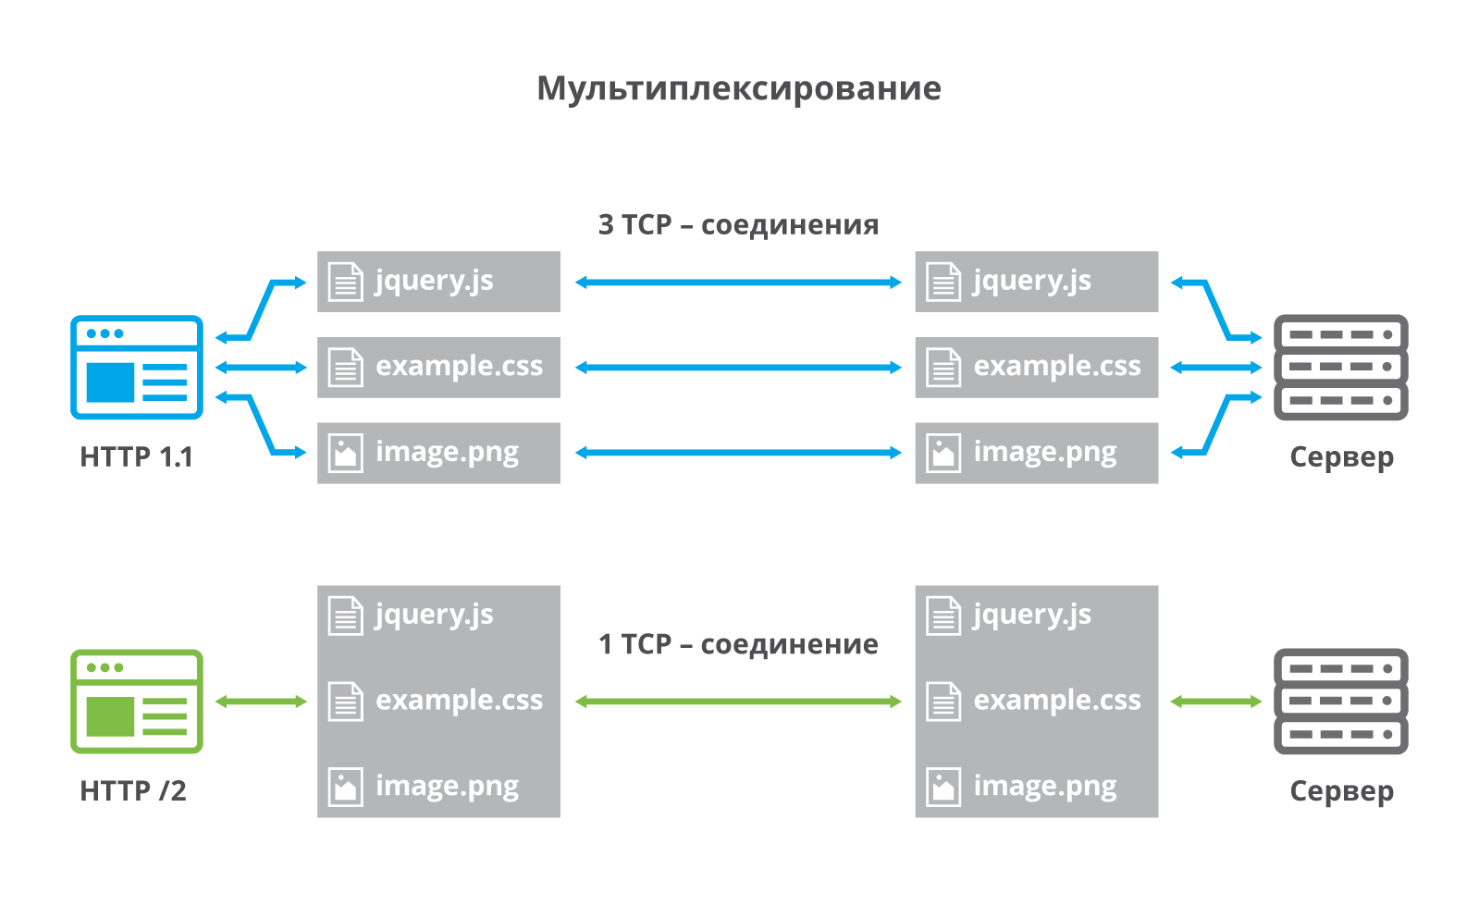 Мультиплексирование
3 TCP – соединения
jquery.js
jquery.js
example.css
example.css
image.png
image.png
HTTP 1.1
Сервер
jquery.js
jquery.js
1 TCP – соединение
example.css
example.css
image.png
image.png
HTTP /2
Сервер